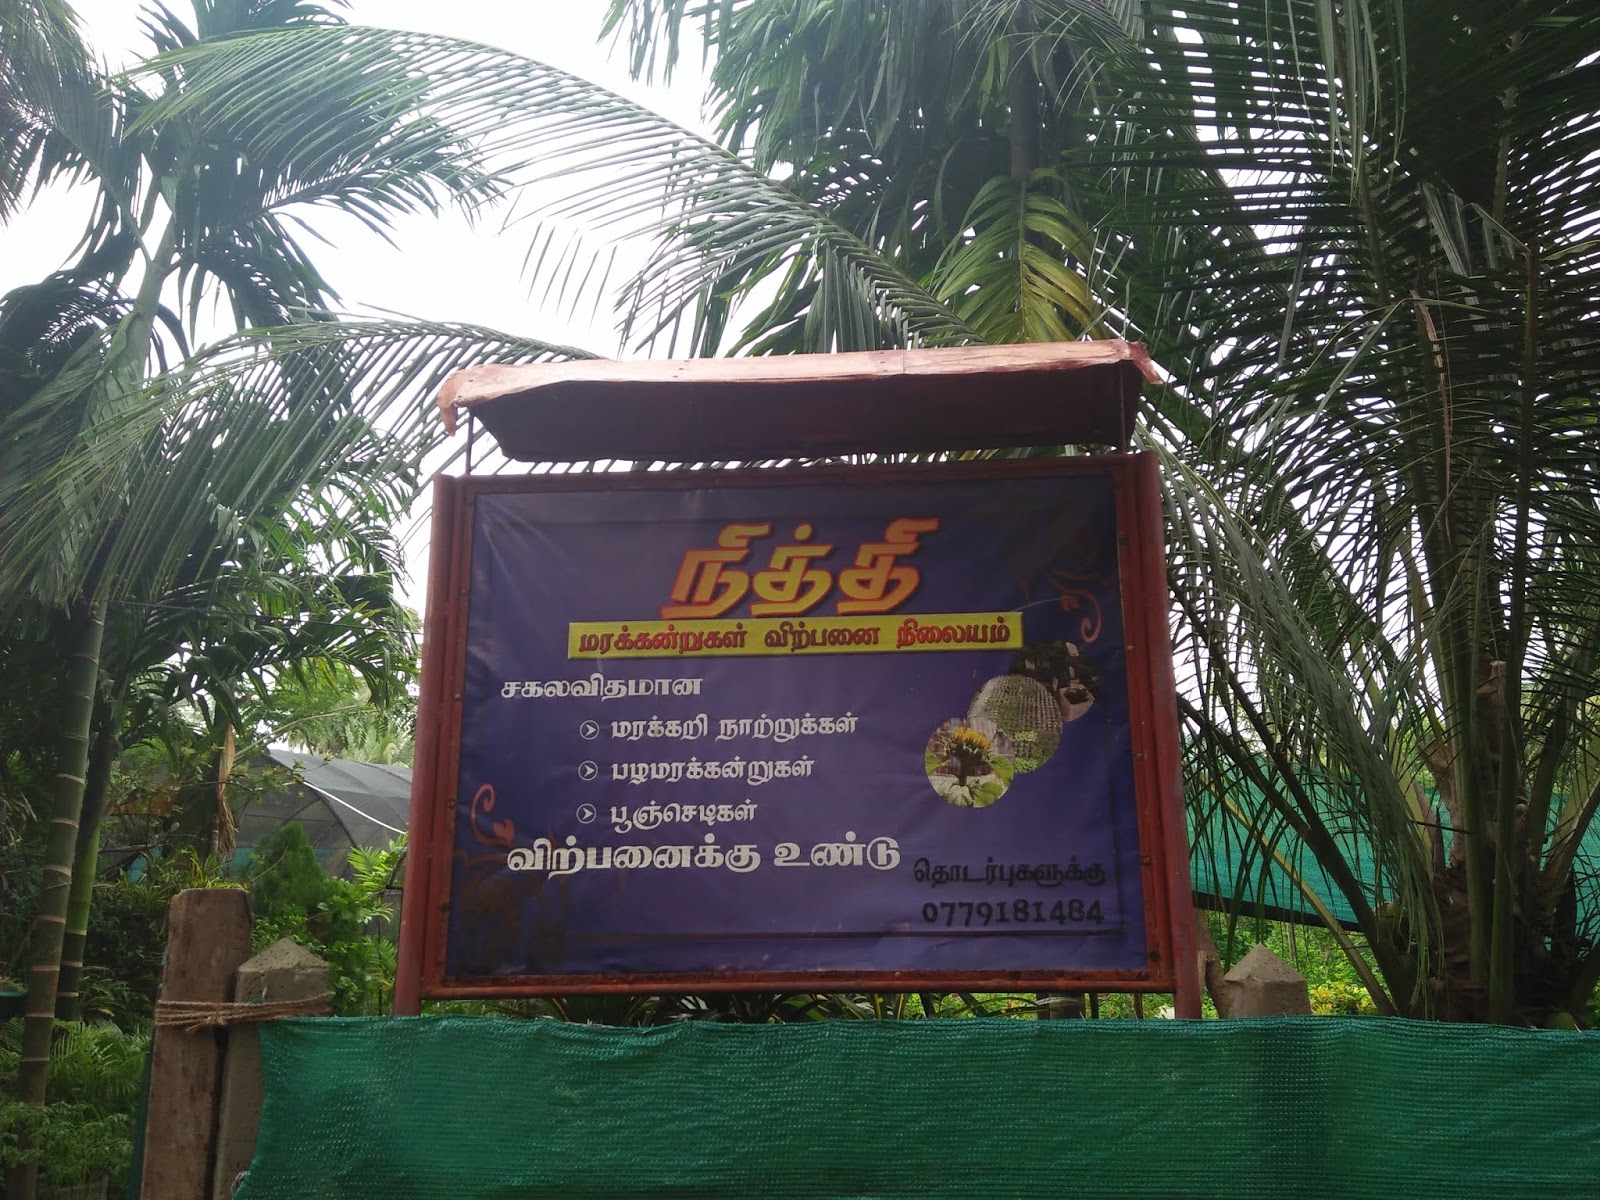 நித்தி
மரக்கன்றுகள் விற்பனை நிலையம்
சகலவிதமான
மரக்கறி நாற்றுக்கள்
பழமரக்கன்றுகள்
பூஞ்செடிகள்
விற்பனைக்கு உண்டு
தொடர்புகளுக்கு
0779181484